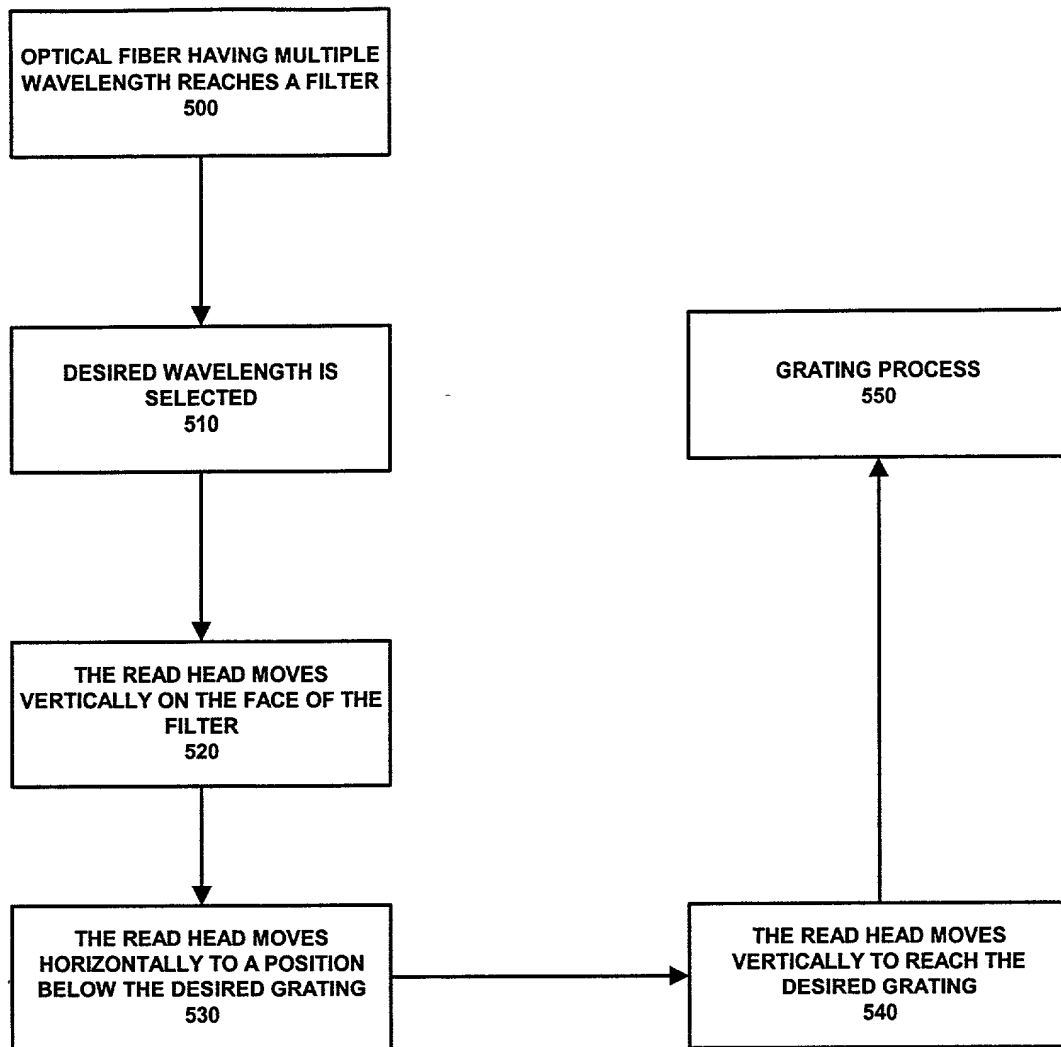 OPTICAL FIBER HAVING MULTIPLE
WAVELENGTH REACHES A FILTER
500
DESIRED WAVELENGTH IS
SELECTED
510
THE READ HEAD MOVES
VERTICALLY ON THE FACE OF THE
FILTER
520
THE READ HEAD MOVES
HORIZONTALLY TO A POSITION
BELOW THE DESIRED GRATING
530
THE READ HEAD MOVES
VERTICALLY TO REACH THE
DESIRED GRATING
540
GRATING PROCESS
550